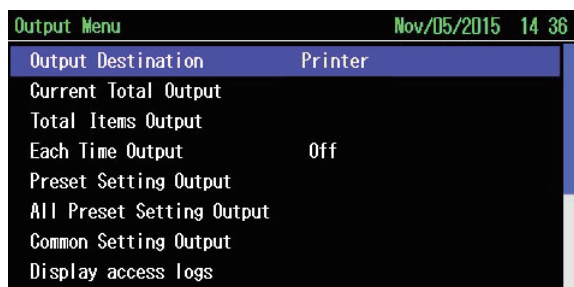 Output Menu Nov/05/2015 14 36
Output Destination Printer
Current Total Output
Total Items Output
Each Time Output Off
Preset Setting Output
All Preset Setting Output
Common Setting Output
Display access logs